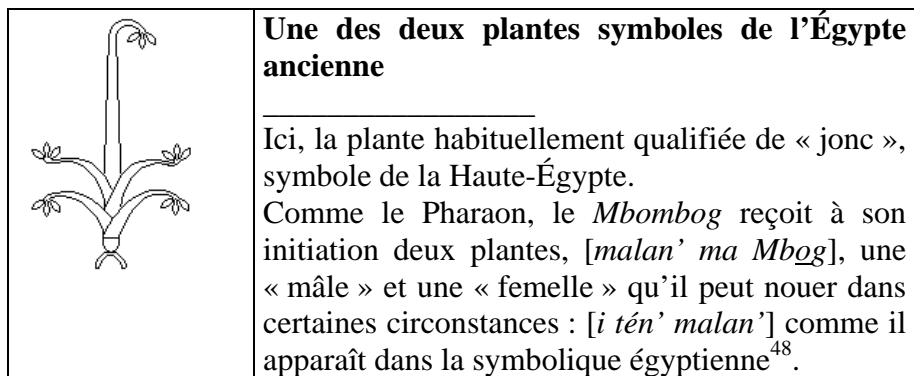 Une des deux plantes symboles de l’Égypte
ancienne
___________________
Ici, la plante habituellement qualifiée de « jonc »,
symbole de la Haute-Égypte.
Comme le Pharaon, le Mbombog reçoit à son
initiation deux plantes, [malan’ ma Mbog], une
« mâle » et une « femelle » qu’il peut nouer dans
certaines circonstances : [i tén’ malan’] comme il
apparaît dans la symbolique égyptienne48.